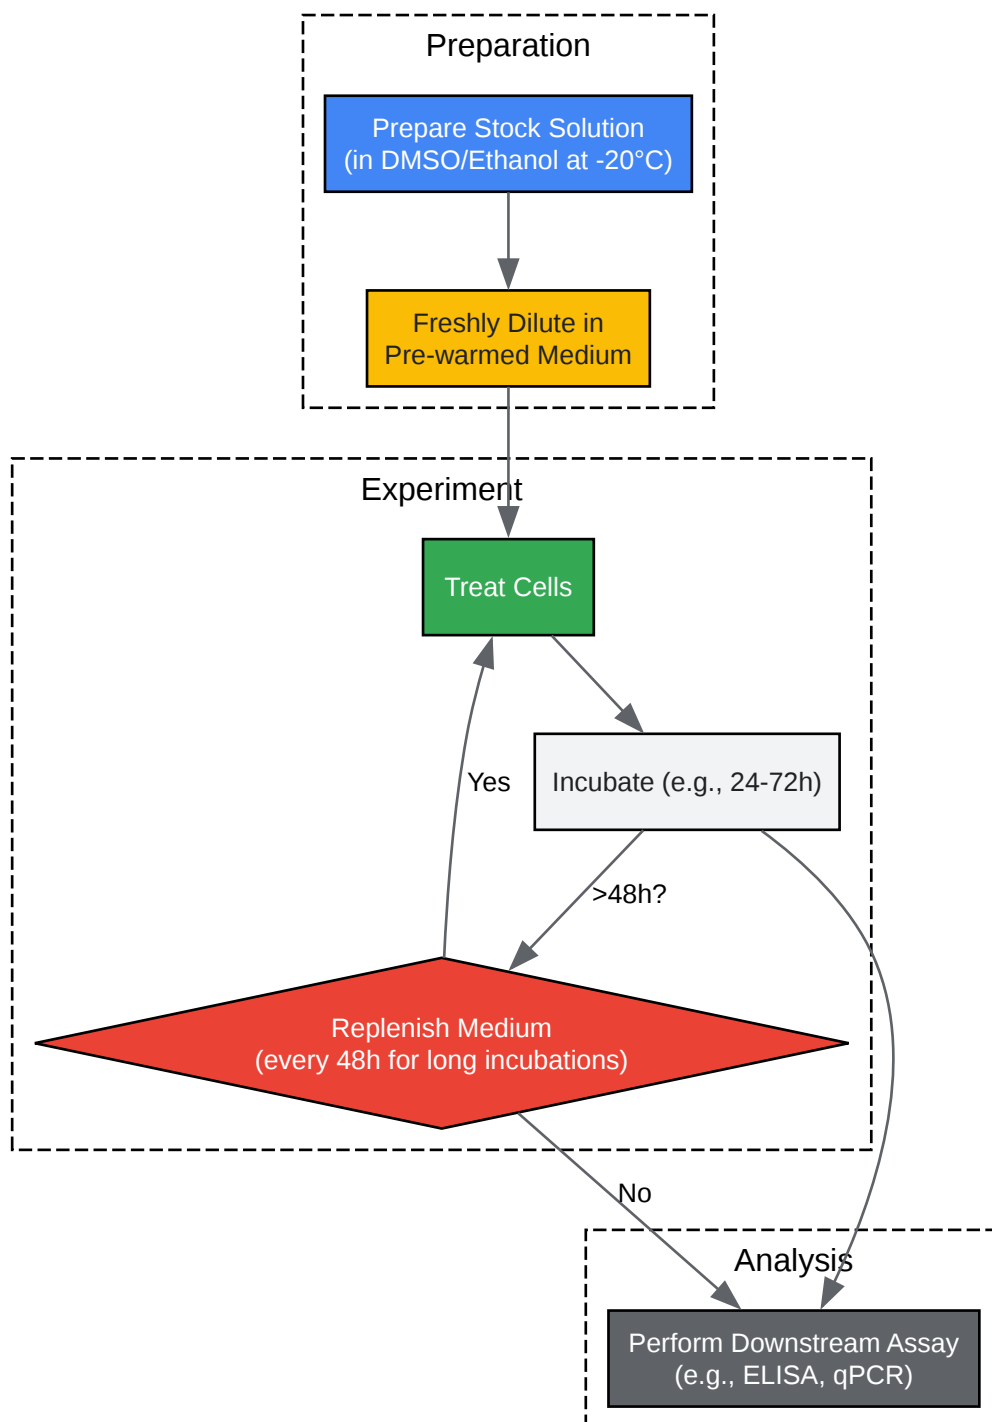 Preparation
Prepare Stock Solution
(in DMSO/Ethanol at -20°C)
Freshly Dilute in
Pre-warmed Medium
Experiment
Treat Cells
Yes
Incubate (e.g., 24-72h)
>48h?
Replenish Medium
(every 48h for long incubations)
No
Analysis
Perform Downstream Assay
(e.g., ELISA, qPCR)